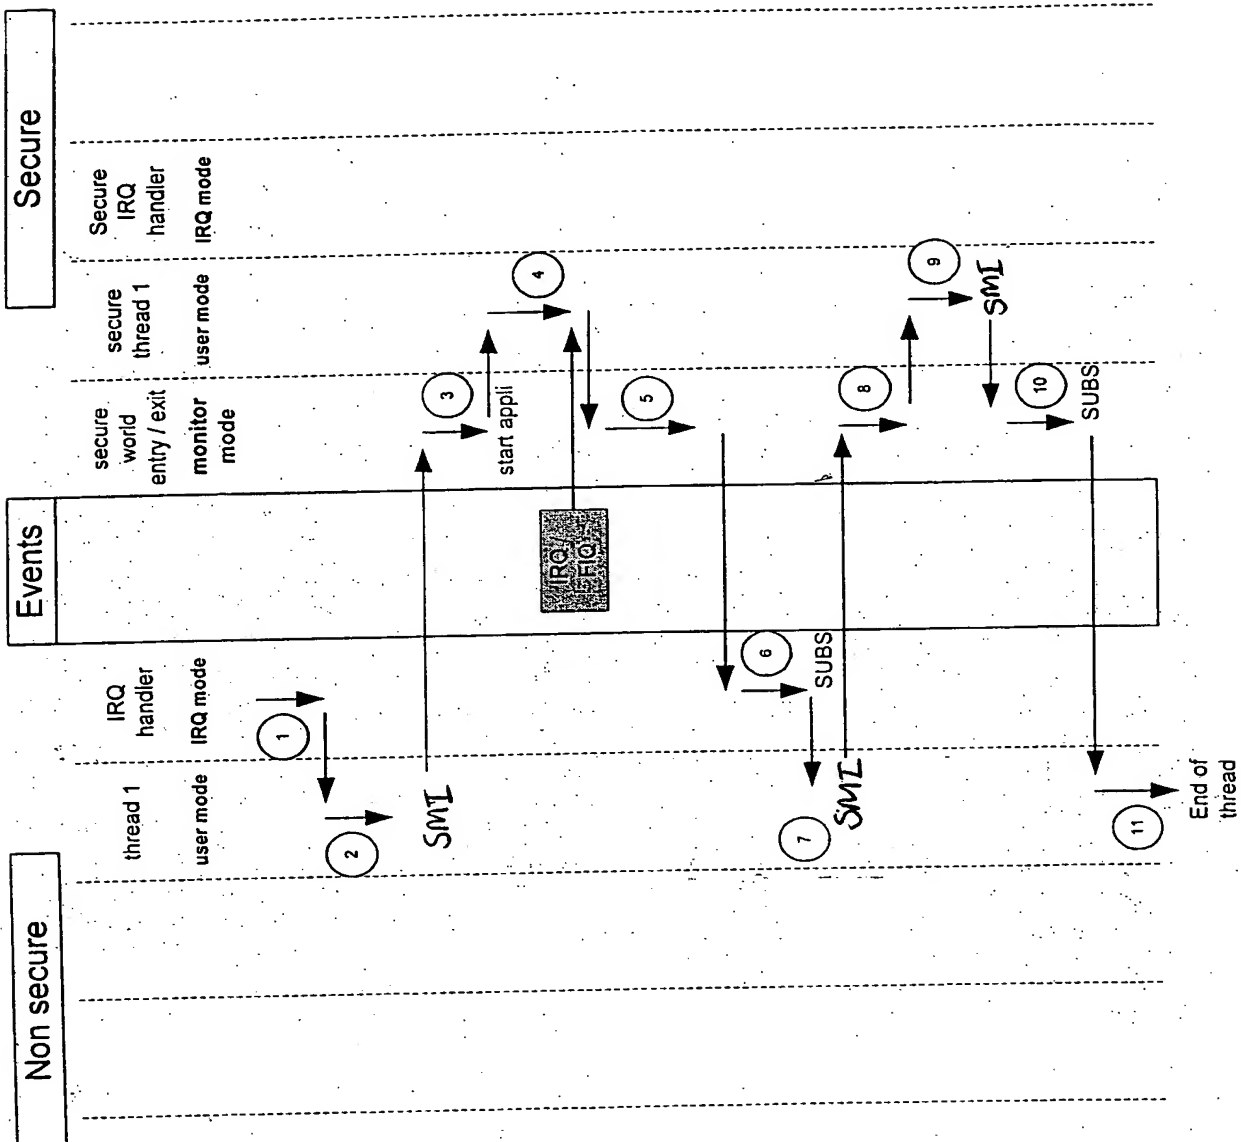 Non secure
Events
Secure
thread 1
user mode
IRQ
handler
IRQ mode
secure
world
entry / exit
monitor
mode
secure
thread 1
user mode
Secure
IRQ
handler
IRQ mode
1
2
SMI
3
start appli
4
IRQ /
FIQ
5
6
SUBS
7
SMI
8
9
SMI
10
SUBS
11
End of
thread